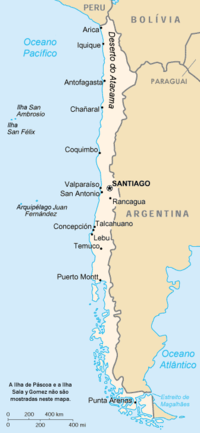 PERU
BOLÍVIA
Arica
Oceano
Pacífico
Iquique
Deserto do Atacama
PARAGUAI
Antofagasta
Ilha San
Ambrosio
Chañaral
Ilha
San Félix
Coquimbo
Valparaíso
SANTIAGO
San Antonio
Rancagua
Arquipélago Juan
Fernández
ARGENTINA
Talcahuano
Concepción
Lebu
Temuco
Puerto Montt
Oceano
Atlântico
A Ilha de Páscoa e a Ilha
Sala y Gomez não são
mostradas neste mapa.
Estreito de
Magalhães
Punta Arenas
0 200 400 km
0 200 400 mi